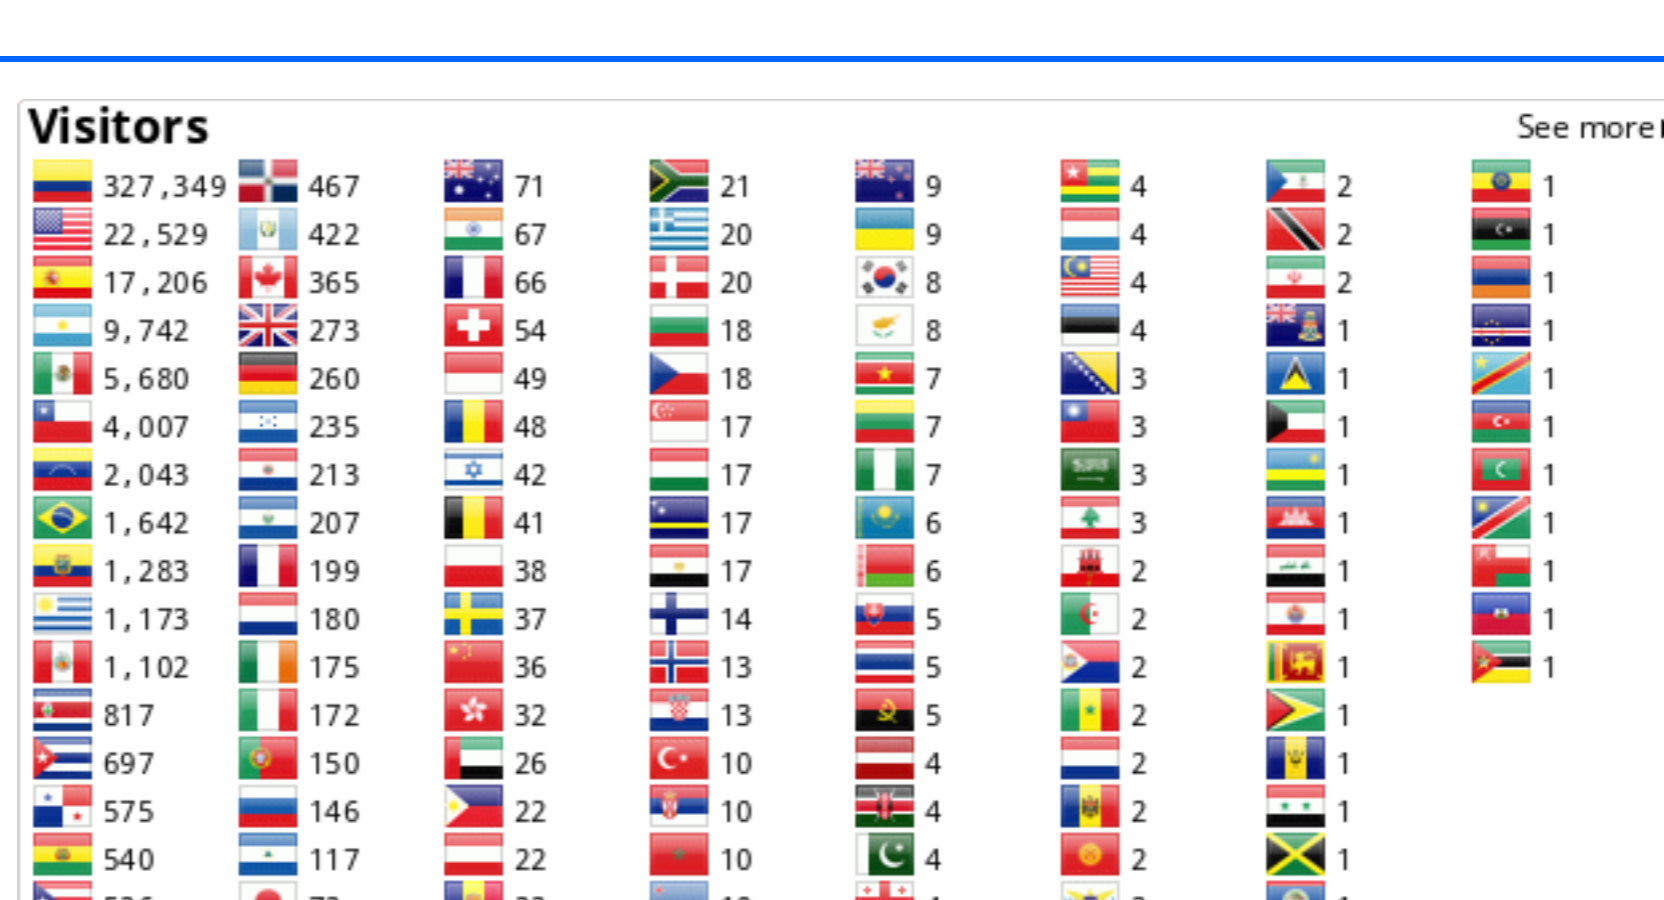 Visitors
See more
327,349 467 71 21 9 4 2 1
22,529 422 67 20 9 4 2 1
17,206 365 66 20 8 4 2 1
9,742 273 54 18 8 4 1 1
5,680 260 49 18 7 3 1 1
4,007 235 48 17 7 3 1 1
2,043 213 42 17 7 3 1 1
1,642 207 41 17 6 3 1 1
1,283 199 38 17 6 2 1 1
1,173 180 37 14 5 2 1 1
1,102 175 36 13 5 2 1 1
817 172 32 13 5 2 1
697 150 26 10 4 2 1
575 146 22 10 4 2 1
540 117 22 10 4 2 1